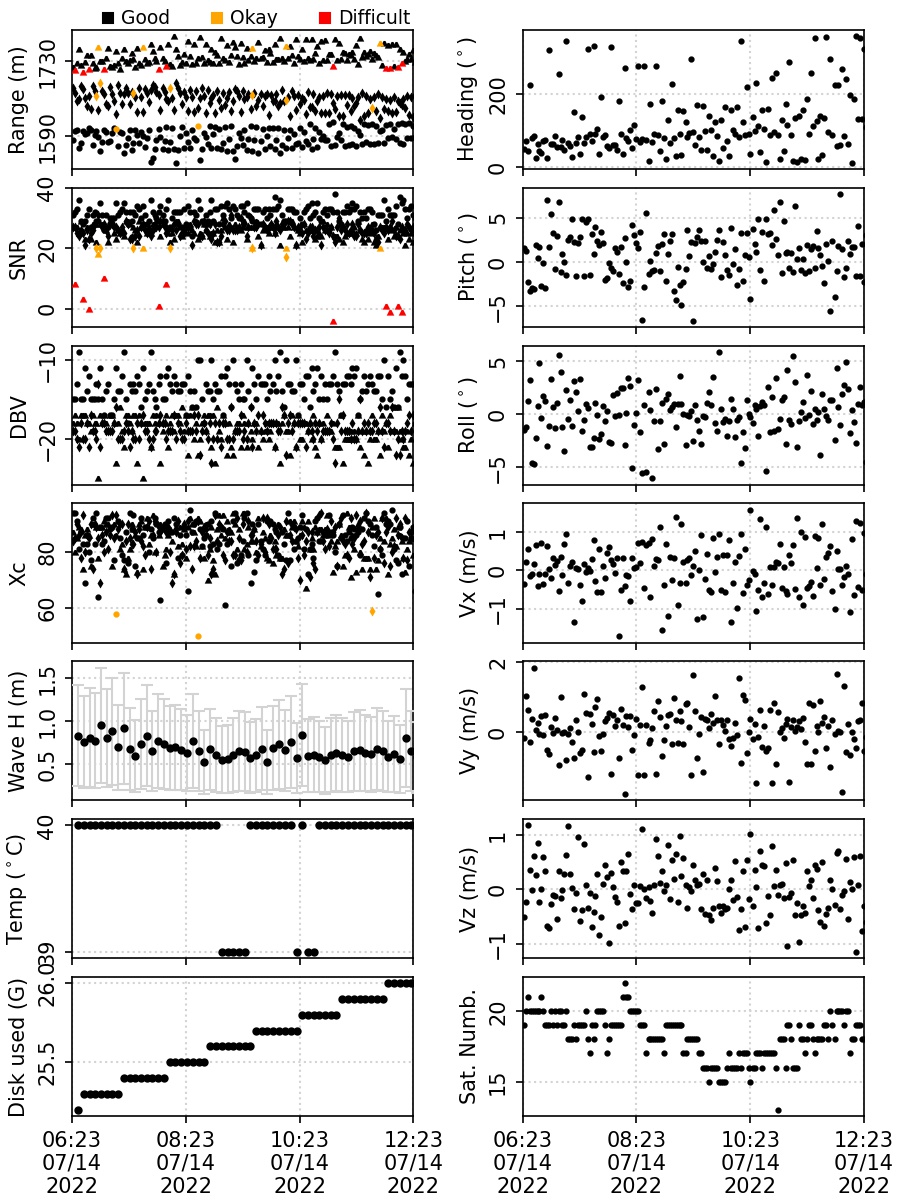 Good Okay Difficult
Range (m)
1730
1590
Heading (°)
200
0
SNR
40
20
0
Pitch (°)
5
0
−5
DBV
−10
−20
Roll (°)
5
0
−5
Xc
80
60
Vx (m/s)
1
0
−1
Wave H (m)
1.5
1.0
0.5
Vy (m/s)
2
0
Temp (°C)
40
39
Vz (m/s)
1
0
−1
Disk used (G)
26.0
25.5
Sat. Numb.
20
15
06:23 08:23 10:23 12:23 06:23 08:23 10:23 12:23
07/14 07/14 07/14 07/14 07/14 07/14 07/14 07/14
2022 2022 2022 2022 2022 2022 2022 2022